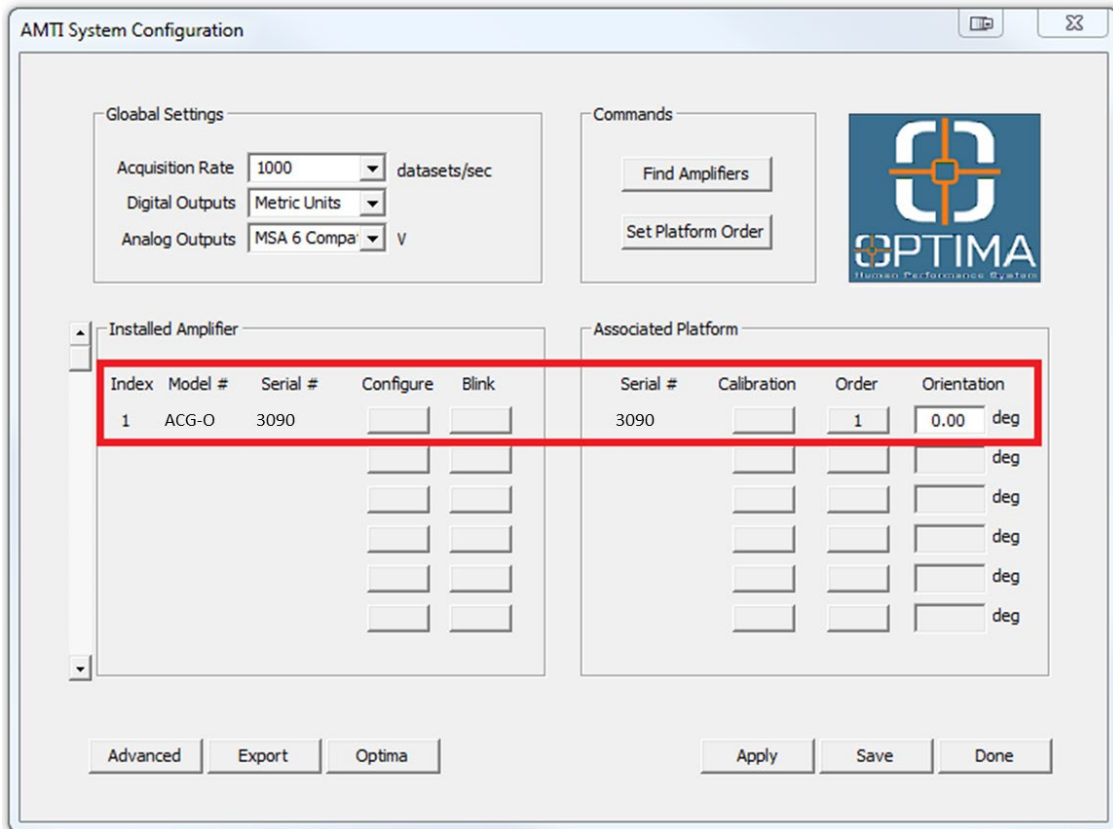 AMTI System Configuration
Gloabal Settings
Acquisition Rate 1000 datasets/sec
Digital Outputs Metric Units
Analog Outputs MSA 6 Compa V
Commands
Find Amplifiers
Set Platform Order
OPTIMA
Human Performance System
Installed Amplifier
Index Model # Serial # Configure Blink
1 ACG-O 3090
Associated Platform
Serial # Calibration Order Orientation
3090 1 0.00 deg
deg
deg
deg
deg
deg
Advanced Export Optima Apply Save Done